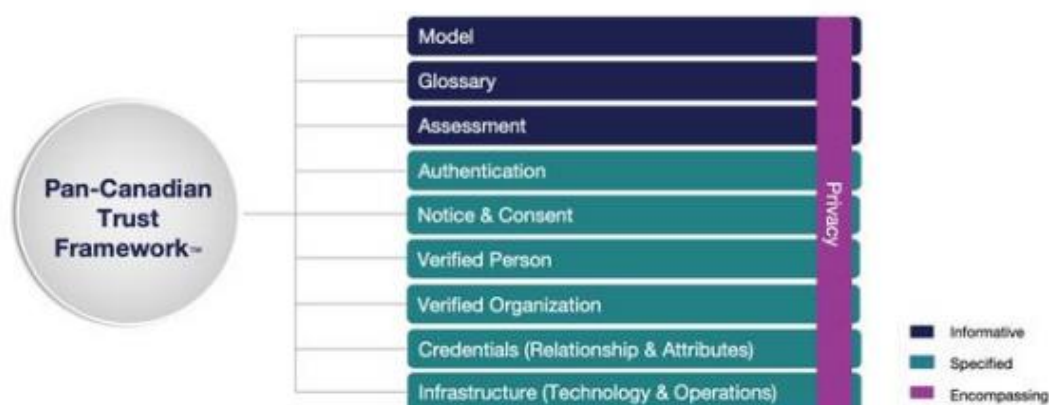 Pan-Canadian
Trust
Framework™
Model
Glossary
Assessment
Authentication
Notice & Consent
Verified Person
Verified Organization
Credentials (Relationship & Attributes)
Infrastructure (Technology & Operations)
Privacy
Informative
Specified
Encompassing